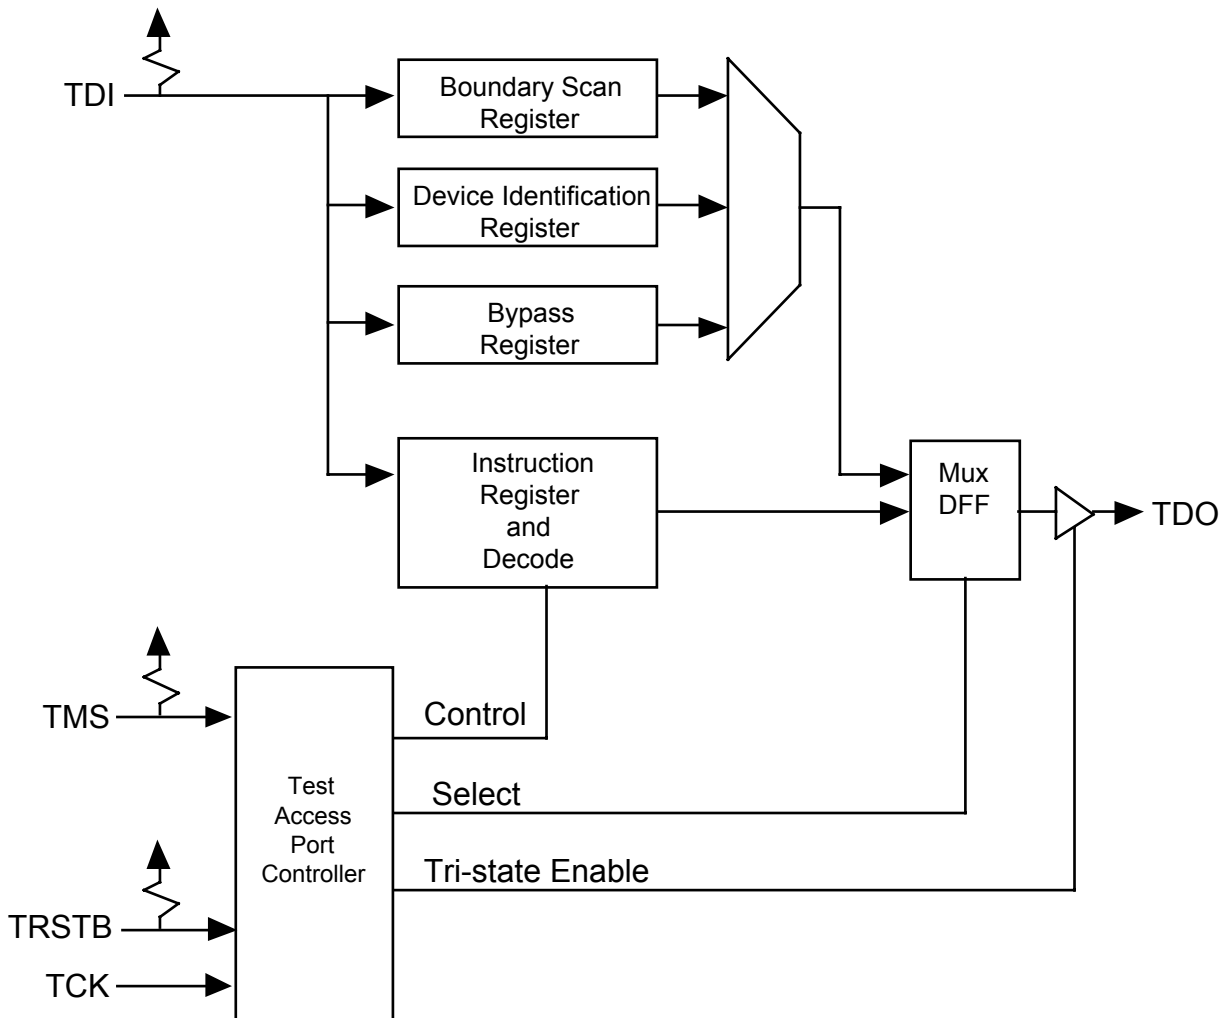 TDI
Boundary Scan
Register
Device Identification
Register
Bypass
Register
Instruction
Register
and
Decode
Mux
DFF
TDO
TMS
Control
Test
Access
Port
Controller
Select
Tri-state Enable
TRSTB
TCK